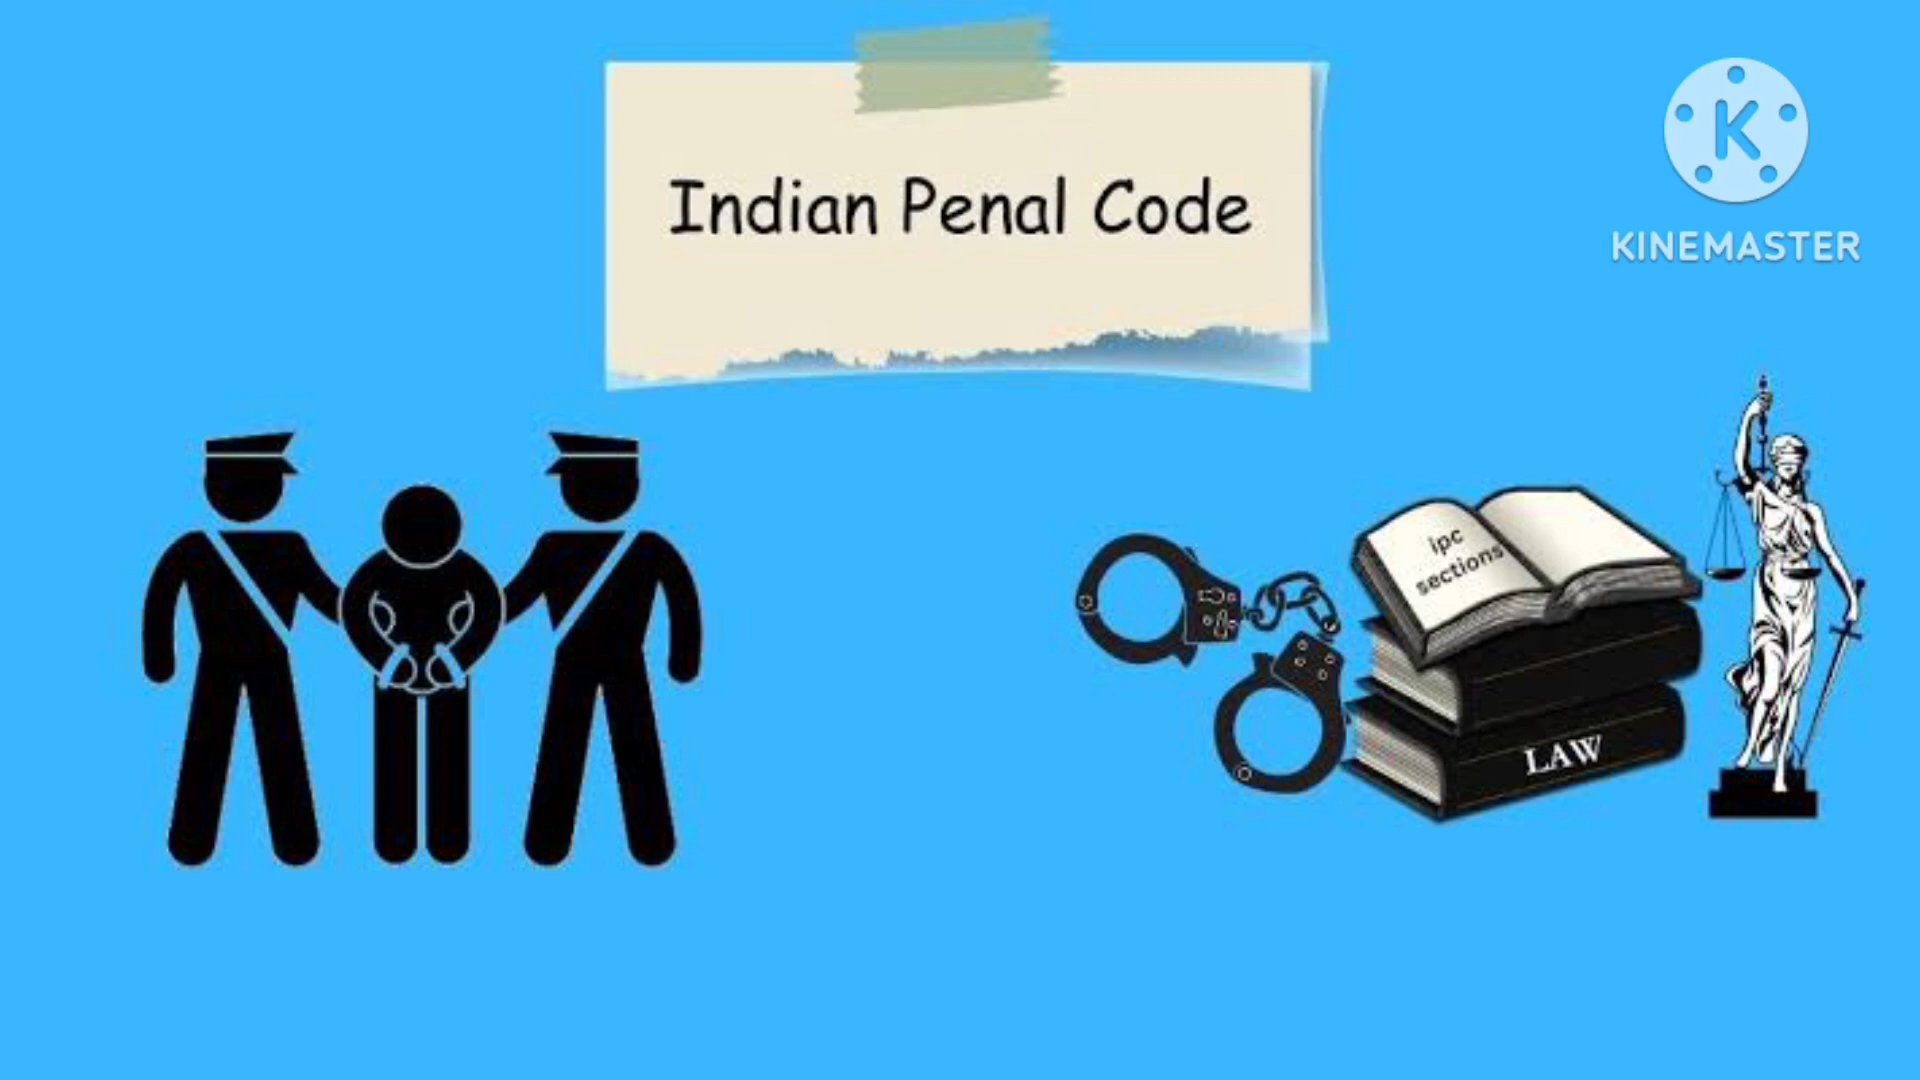 Indian Penal Code
K
KINEMASTER
ipc
sections
LAW